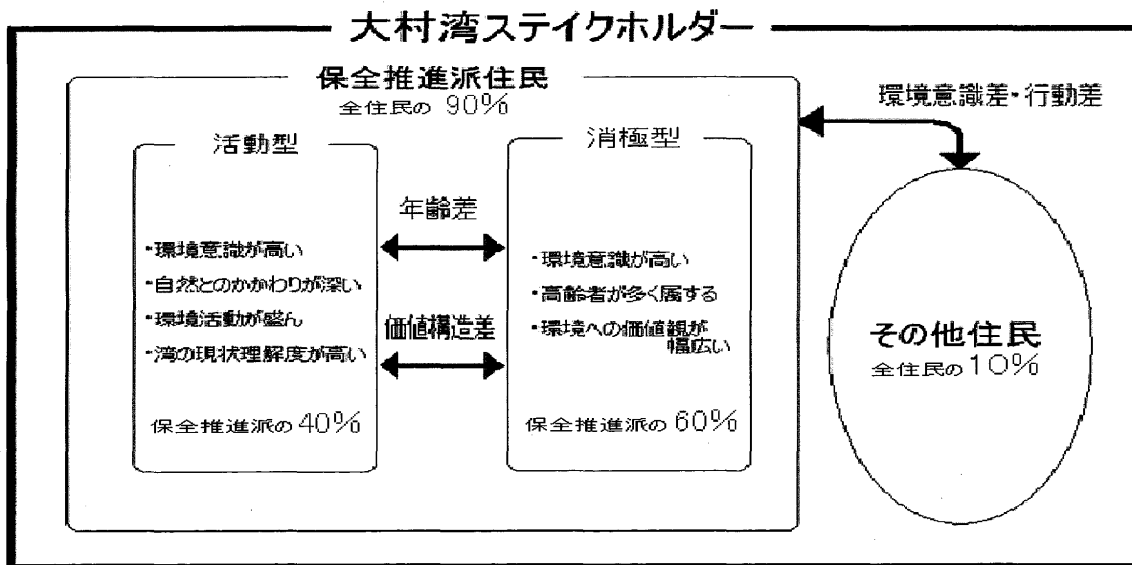 大村湾ステイクホルダー
保全推進派住民
全住民の 90%
環境意識差・行動差
活動型
・環境意識が高い
・自然とのかかわりが深い
・環境活動が盛ん
・湾の現状理解度が高い
保全推進派の 40%
年齢差
価値構造差
消極型
・環境意識が高い
・高齢者が多く属する
・環境への価値観が
幅広い
保全推進派の 60%
その他住民
全住民の10%